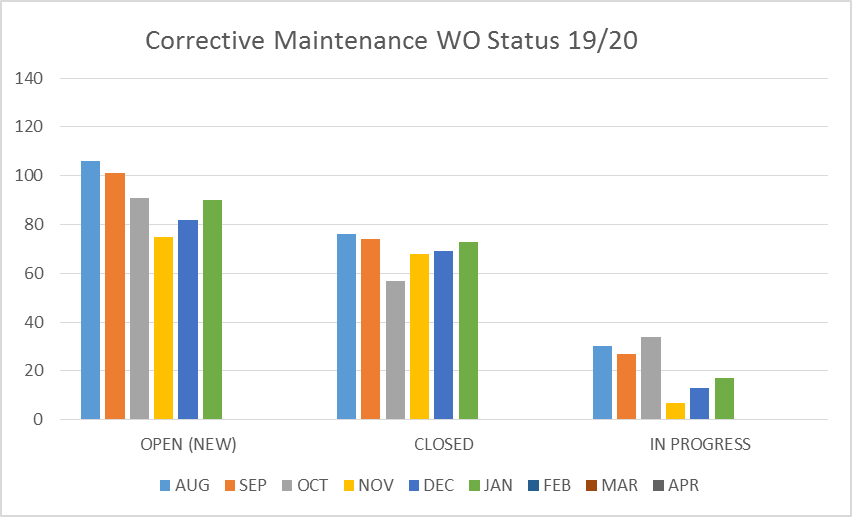 Corrective Maintenance WO Status 19/20
140
120
100
80
60
40
20
0
OPEN (NEW) CLOSED IN PROGRESS
AUG SEP OCT NOV DEC JAN FEB MAR APR